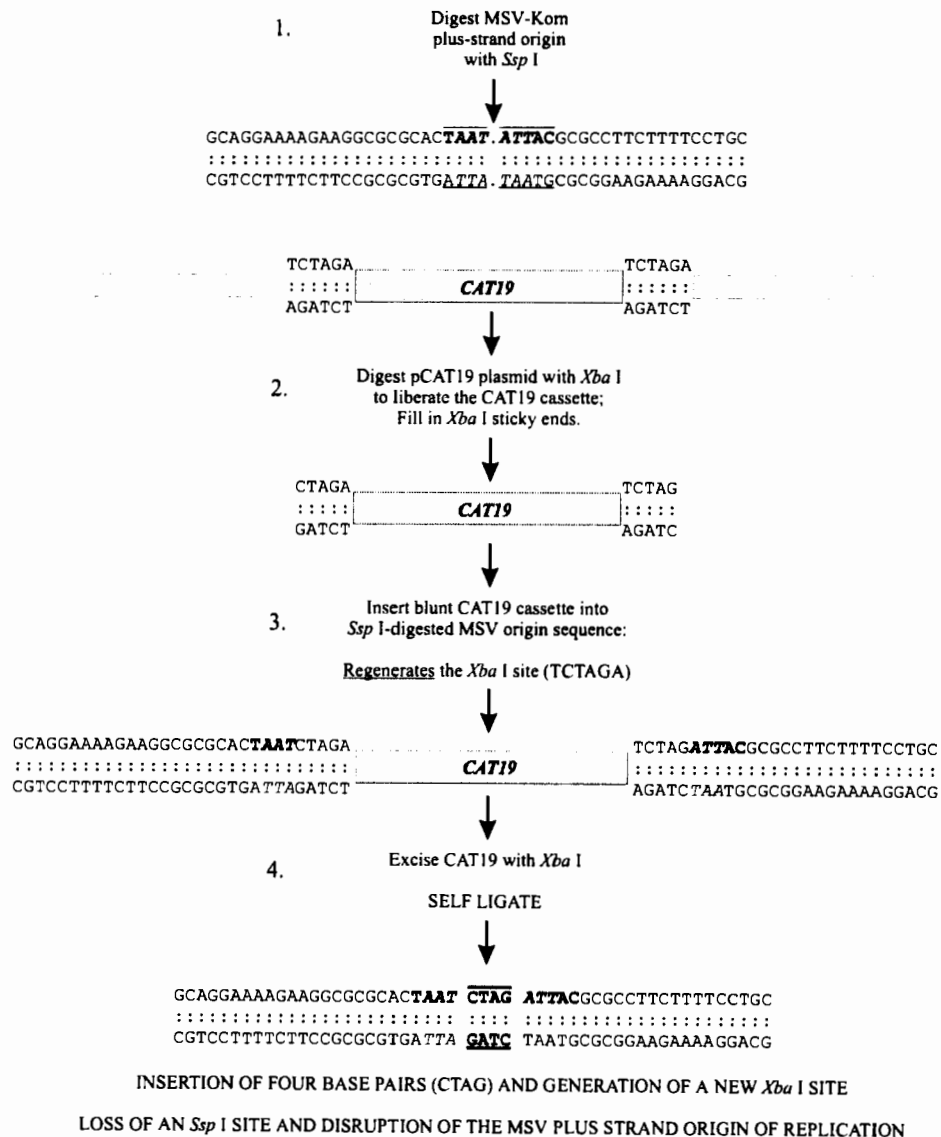 1.
Digest MSV-Kom
plus-strand origin
with Ssp I
GCAGGAAAAGAAGGCGCGCACTAAT.ATTACGCGCCTTCTTTTCCTGC
::::::::::::::::::::::::: ::::::::::::::::::::::
CGTCCTTTTCTTCCGCGCGTGATTA.TAATGCGCGGAAGAAAAGGACG
TCTAGA TCTAGA
:::::: CAT19 ::::::
AGATCT AGATCT
2.
Digest pCAT19 plasmid with Xba I
to liberate the CAT19 cassette;
Fill in Xba I sticky ends.
CTAGA TCTAG
::::: CAT19 :::::
GATCT AGATC
3.
Insert blunt CAT19 cassette into
Ssp I-digested MSV origin sequence:
Regenerates the Xba I site (TCTAGA)
GCAGGAAAAGAAGGCGCGCACTAATCTAGA TCTAGATTACGCGCCTTCTTTTCCTGC
:::::::::::::::::::::::::::::: CAT19 :::::::::::::::::::::::::::
CGTCCTTTTCTTCCGCGCGTGATTAGATCT AGATCTAATGCGCGGAAGAAAAGGACG
4.
Excise CAT19 with Xba I
SELF LIGATE
GCAGGAAAAGAAGGCGCGCACTAAT CTAG ATTACGCGCCTTCTTTTCCTGC
::::::::::::::::::::::::: :::: ::::::::::::::::::::::
CGTCCTTTTCTTCCGCGCGTGATTA GATC TAATGCGCGGAAGAAAAGGACG
INSERTION OF FOUR BASE PAIRS (CTAG) AND GENERATION OF A NEW Xba I SITE
LOSS OF AN Ssp I SITE AND DISRUPTION OF THE MSV PLUS STRAND ORIGIN OF REPLICATION